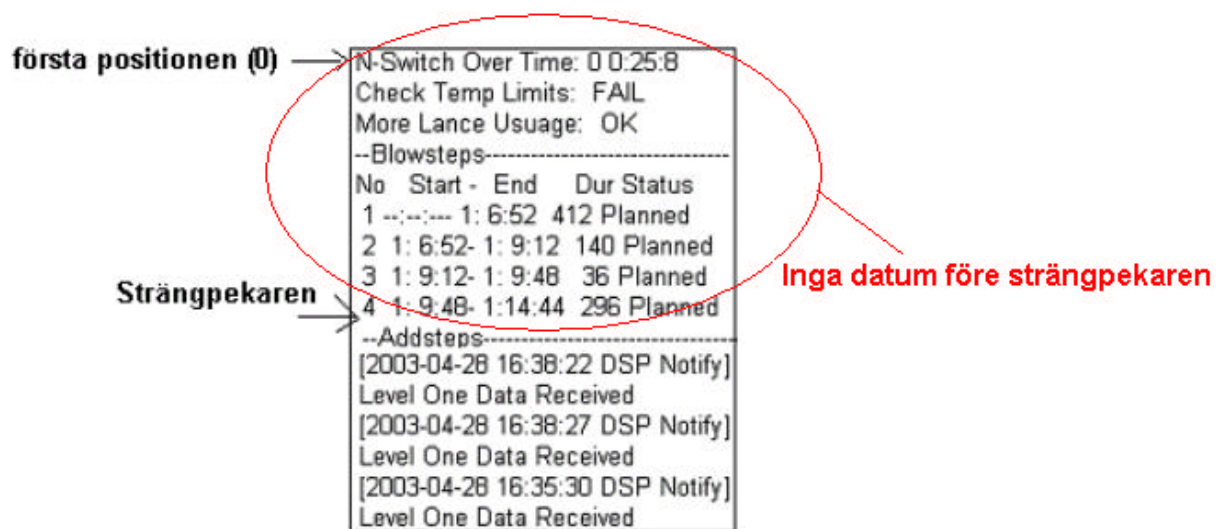 första positionen (0)
N-Switch Over Time: 0 0:25:8
Check Temp Limits: FAIL
More Lance Usuage: OK
--Blowsteps---------------------------------
No Start - End Dur Status
1 --:--:--- 1: 6:52 412 Planned
2 1: 6:52- 1: 9:12 140 Planned
3 1: 9:12- 1: 9:48 36 Planned
Inga datum före strängpekaren
Strängpekaren
4 1: 9:48- 1:14:44 296 Planned
--Addsteps----------------------------------
[2003-04-28 16:38:22 DSP Notify]
Level One Data Received
[2003-04-28 16:38:27 DSP Notify]
Level One Data Received
[2003-04-28 16:35:30 DSP Notify]
Level One Data Received